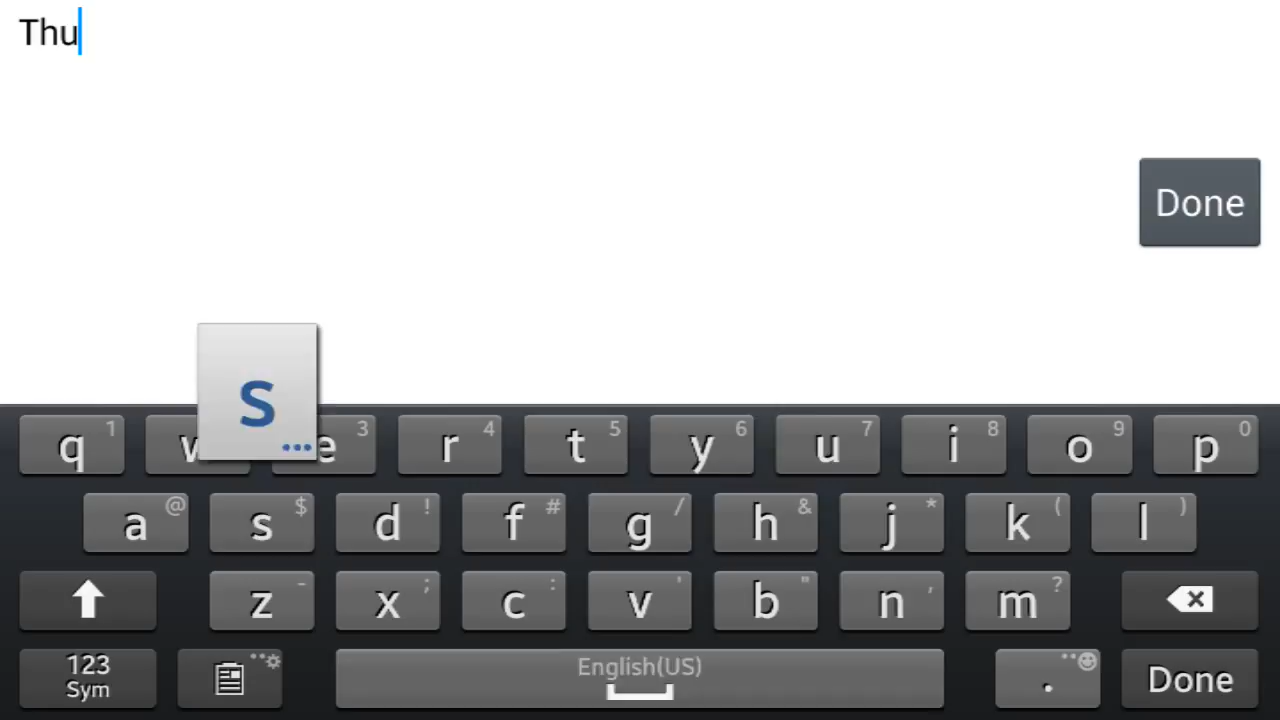 Thu
Done
s
q 1 w e 3 r 4 t 5 y 6 u 7 i 8 o 9 p 0
a @ s $ d ! f # g / h & j * k ( l )
z - x ; c : v ' b " n , m ?
123
Sym
English(US)
. Done